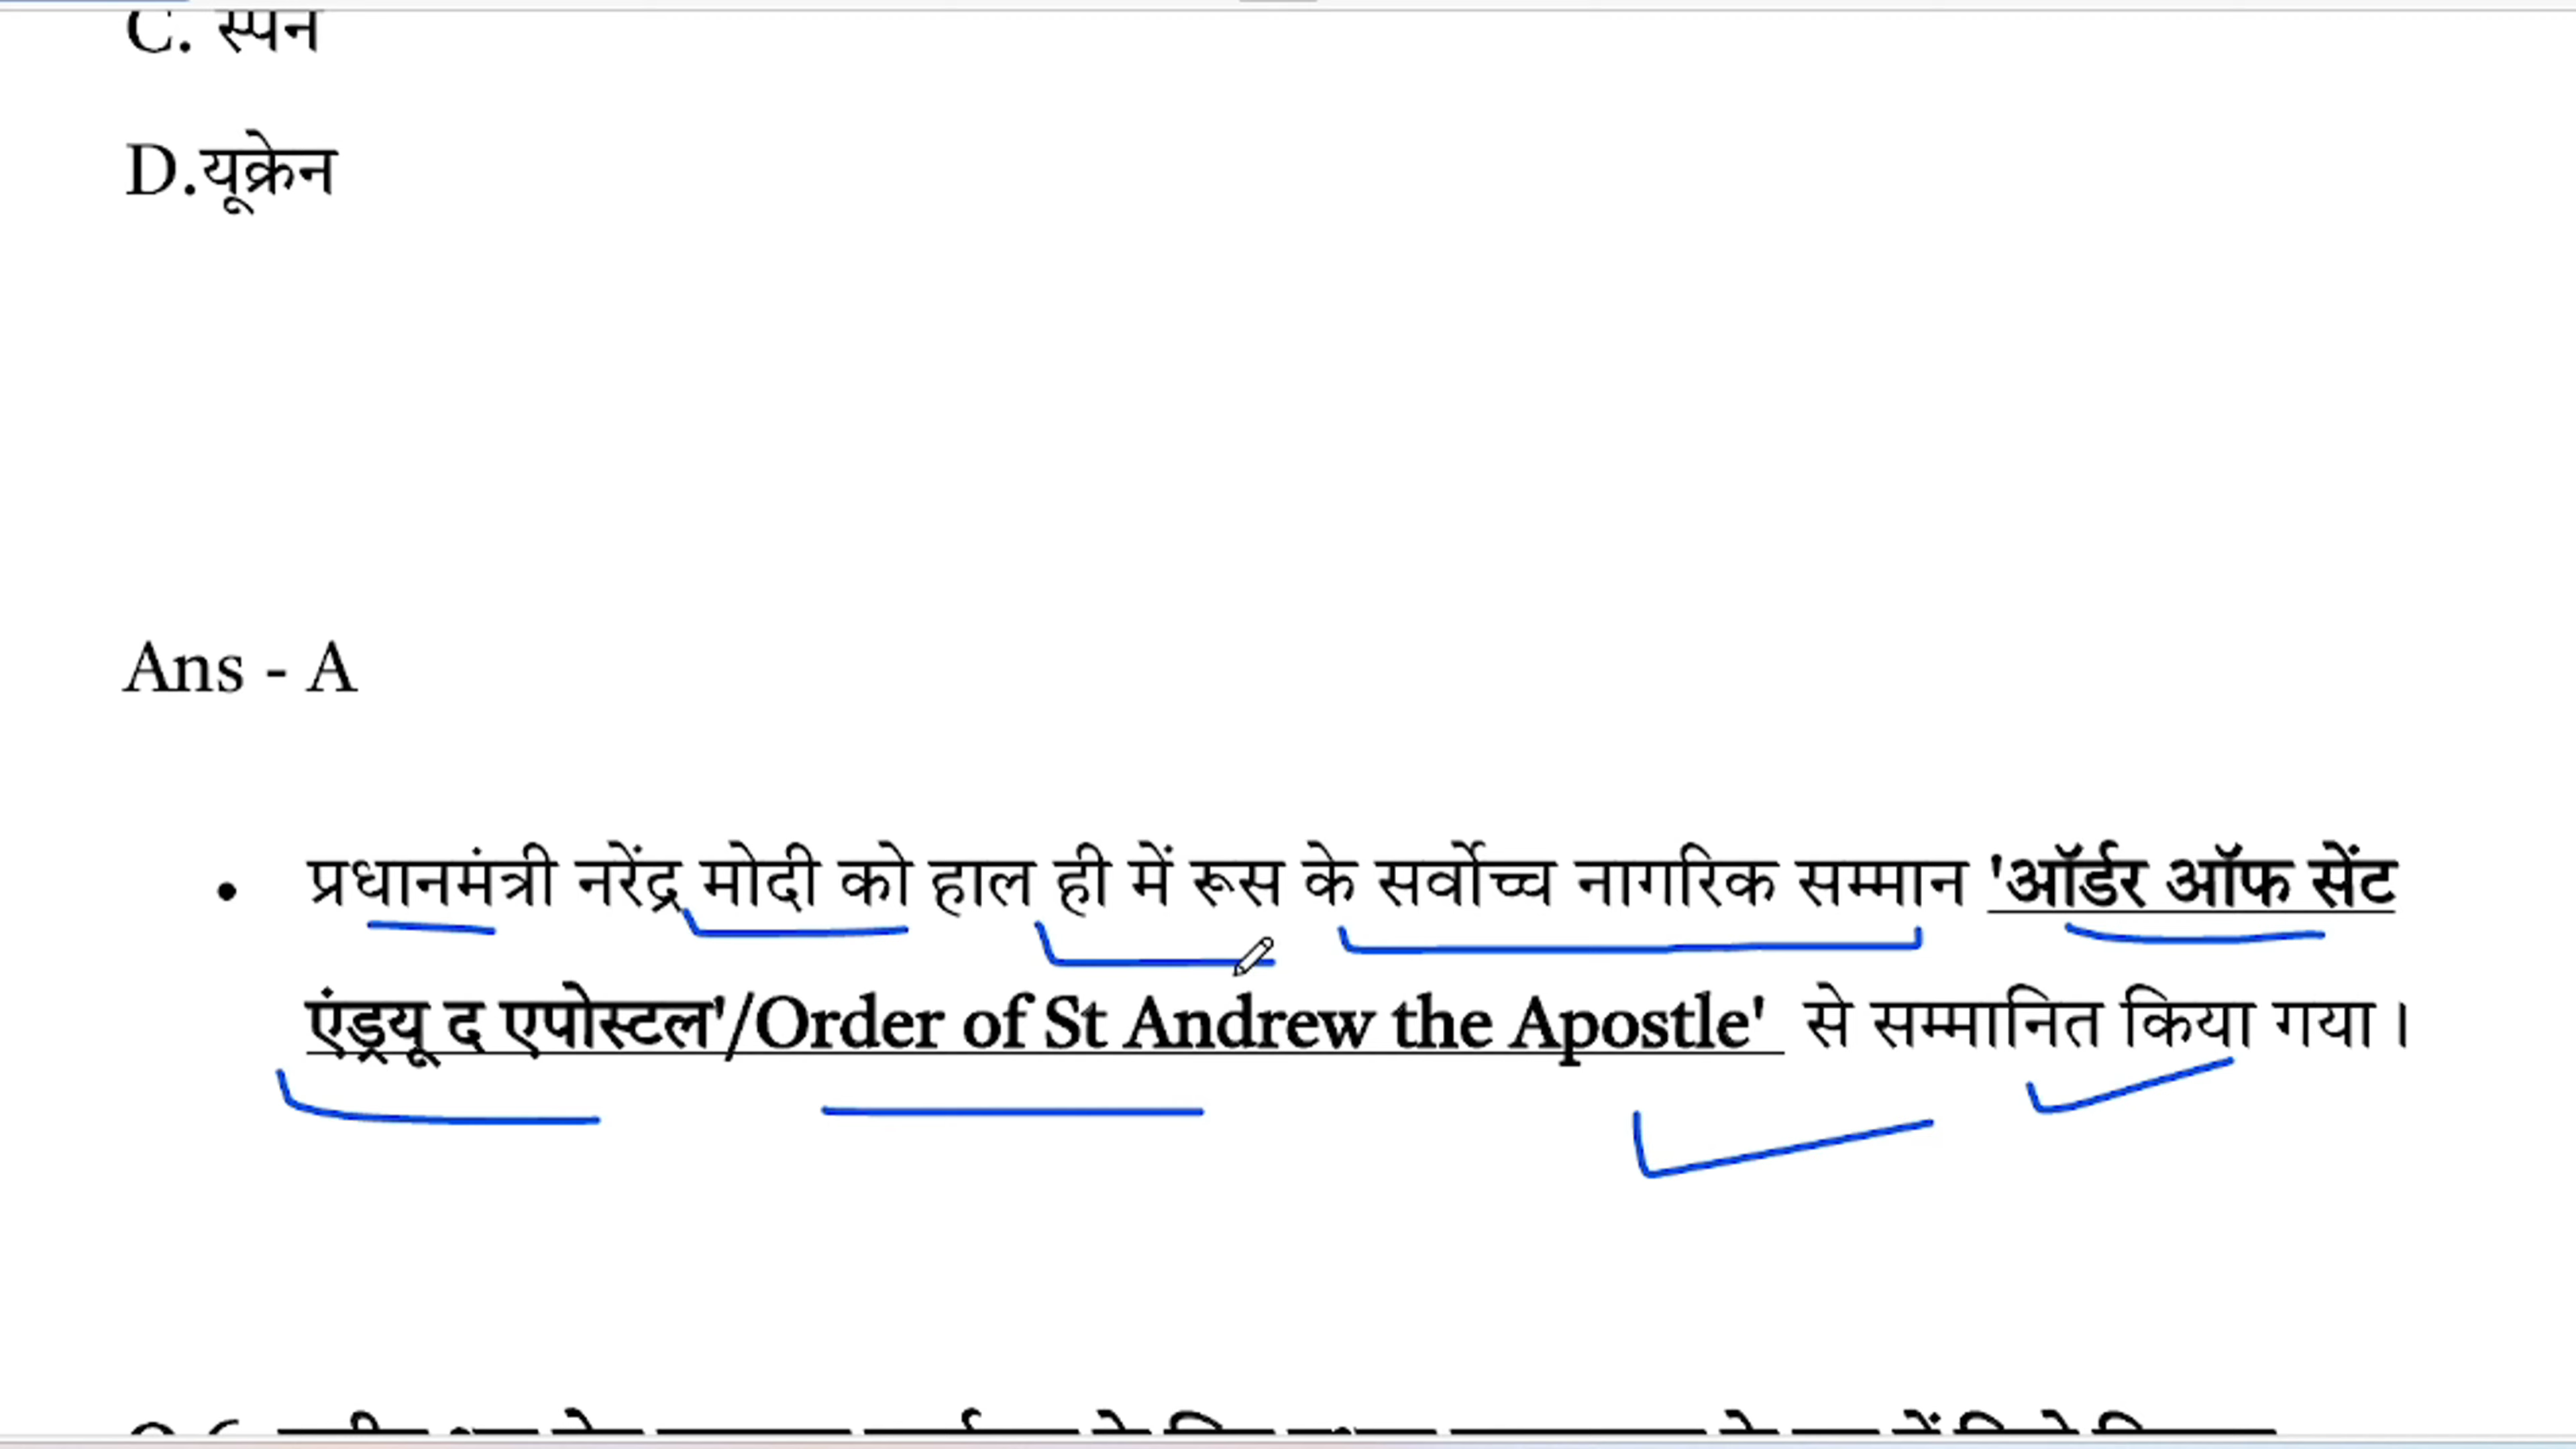 C. स्पेन
D.यूक्रेन
Ans - A
• प्रधानमंत्री नरेंद्र मोदी को हाल ही में रूस के सर्वोच्च नागरिक सम्मान 'ऑर्डर ऑफ सेंट
एंड्रयू द एपोस्टल'/Order of St Andrew the Apostle' से सम्मानित किया गया।